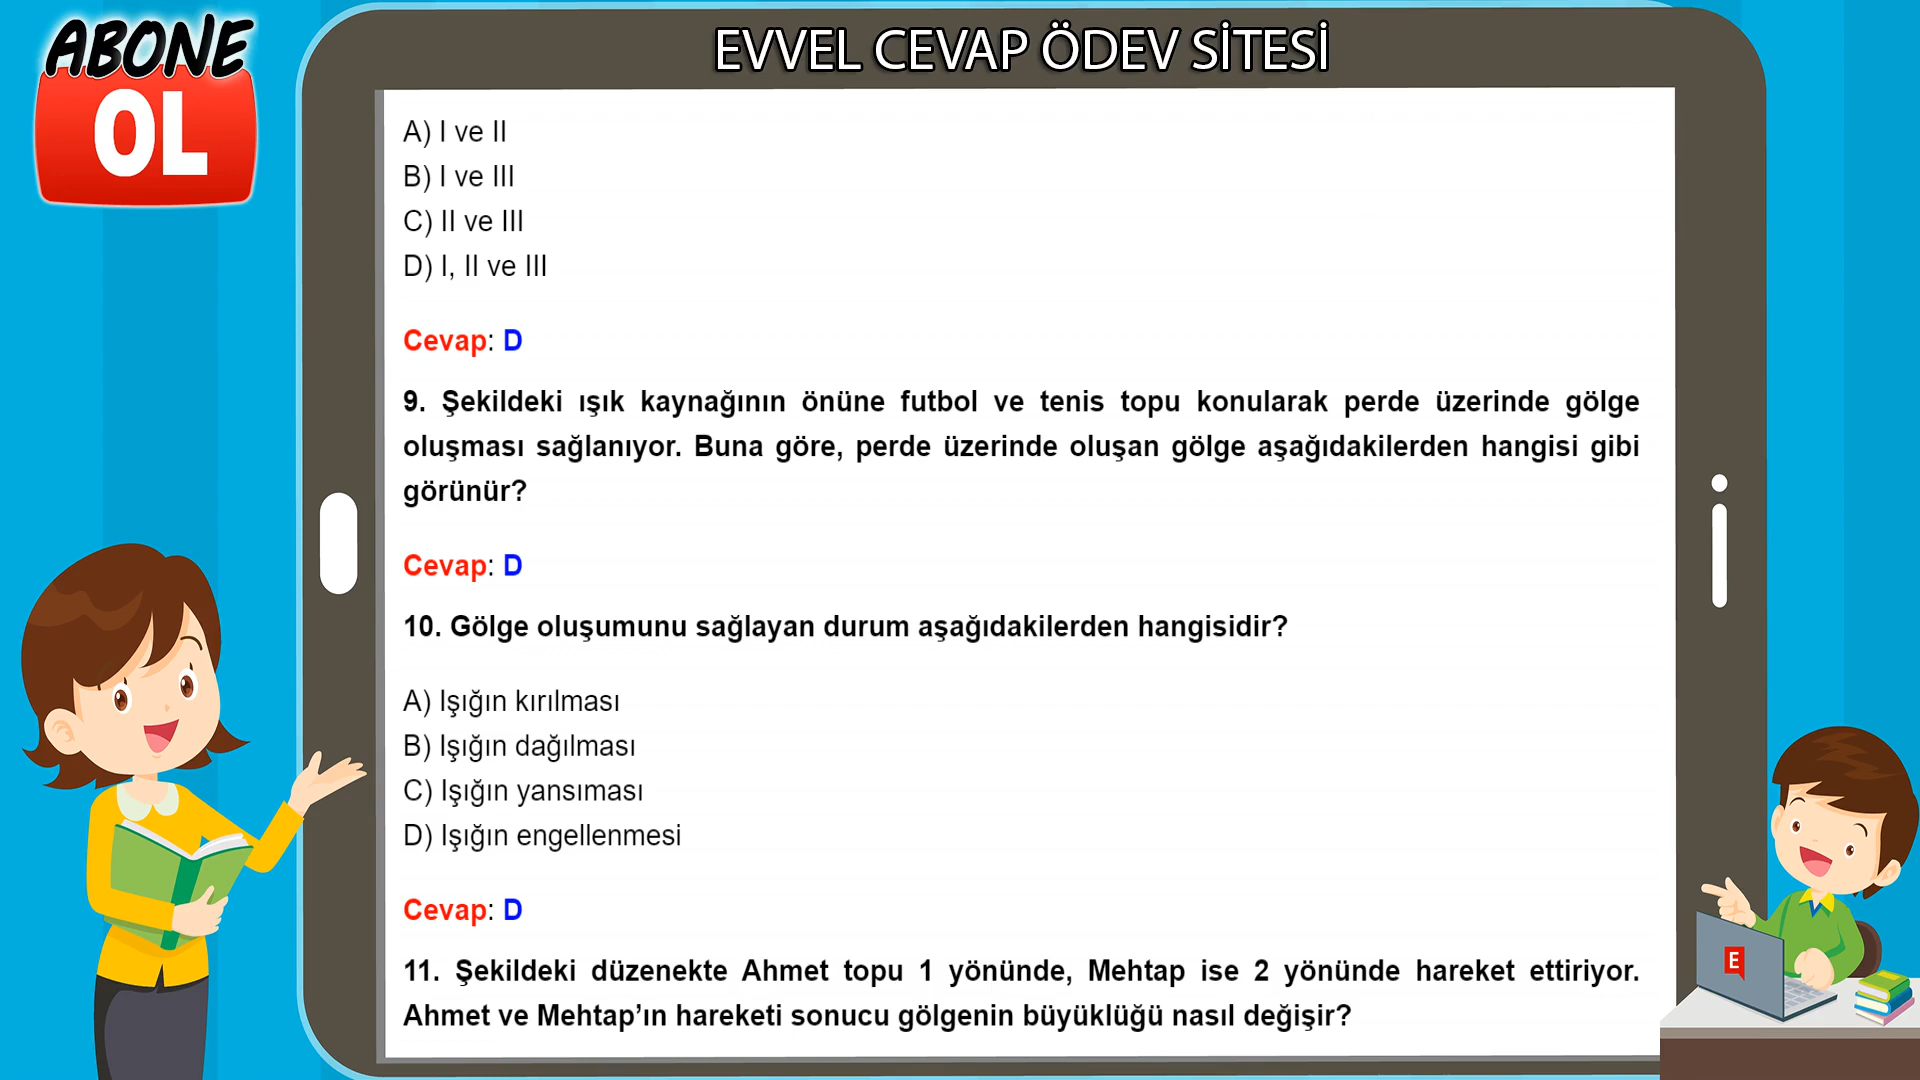 ABONE
OL
EVVEL CEVAP ÖDEV SİTESİ
A) I ve II
B) I ve III
C) II ve III
D) I, II ve III
Cevap: D
9. Şekildeki ışık kaynağının önüne futbol ve tenis topu konularak perde üzerinde gölge
oluşması sağlanıyor. Buna göre, perde üzerinde oluşan gölge aşağıdakilerden hangisi gibi
görünür?
Cevap: D
10. Gölge oluşumunu sağlayan durum aşağıdakilerden hangisidir?
A) Işığın kırılması
B) Işığın dağılması
C) Işığın yansıması
D) Işığın engellenmesi
Cevap: D
11. Şekildeki düzenekte Ahmet topu 1 yönünde, Mehtap ise 2 yönünde hareket ettiriyor.
Ahmet ve Mehtap’ın hareketi sonucu gölgenin büyüklüğü nasıl değişir?
E